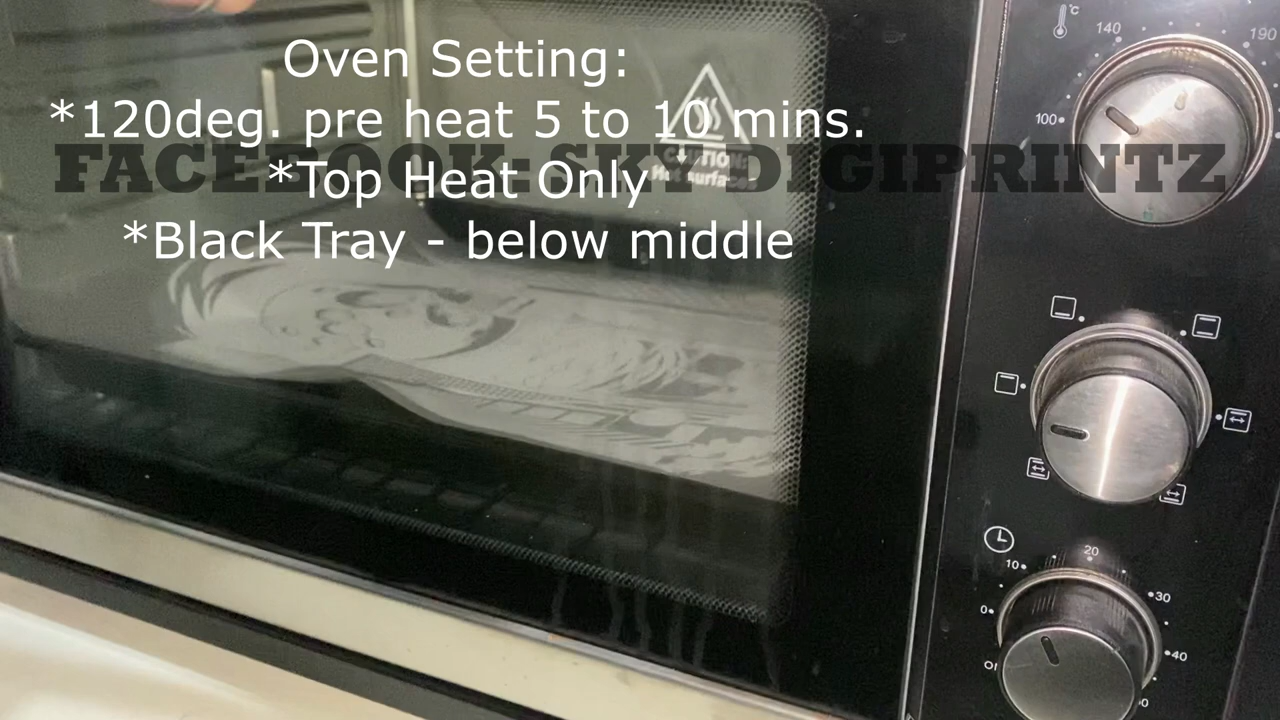 Oven Setting:
*120deg. pre heat 5 to 10 mins.
*Top Heat Only
*Black Tray - below middle
FACEBOOK: SKY DIGIPRINTZ
CAUTION:
Hot surfaces
°C
140
190
100
10
20
30
0
40